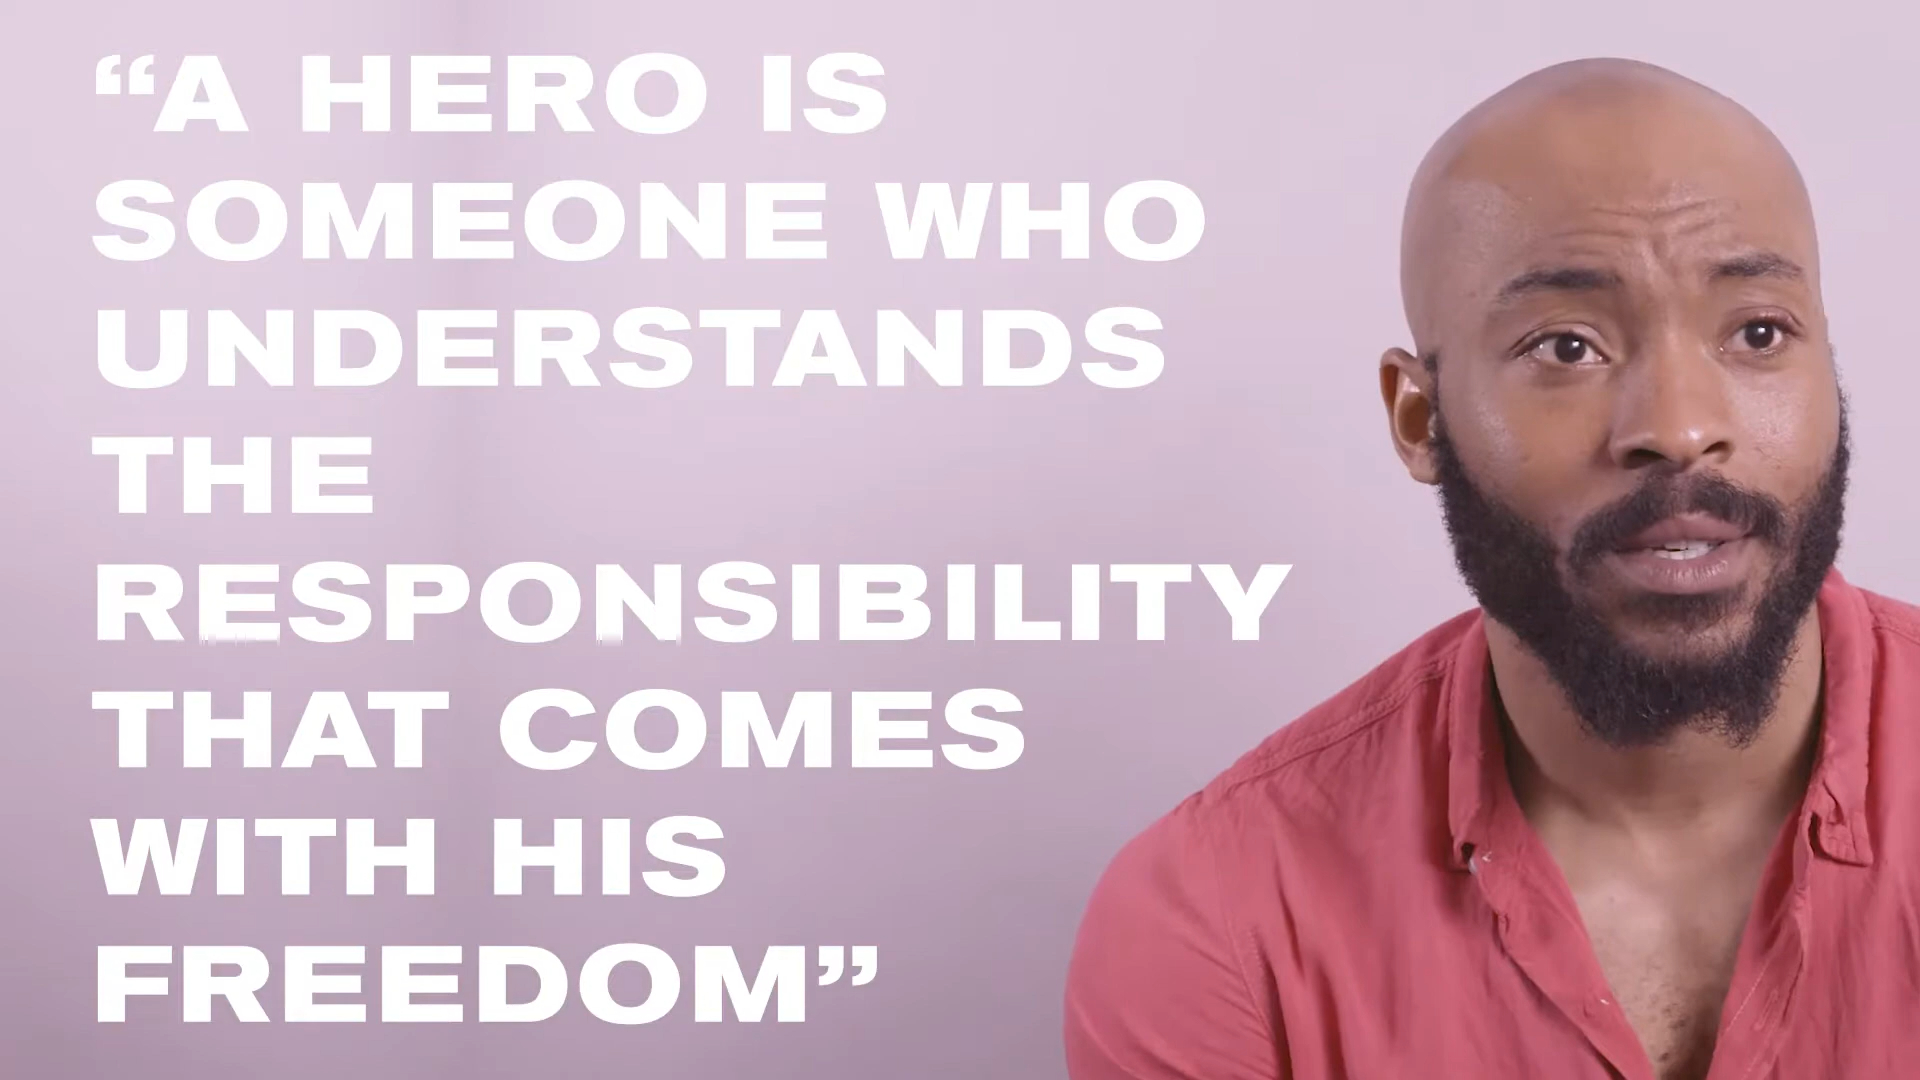 “A HERO IS
SOMEONE WHO
UNDERSTANDS
THE
RESPONSIBILITY
THAT COMES
WITH HIS
FREEDOM”